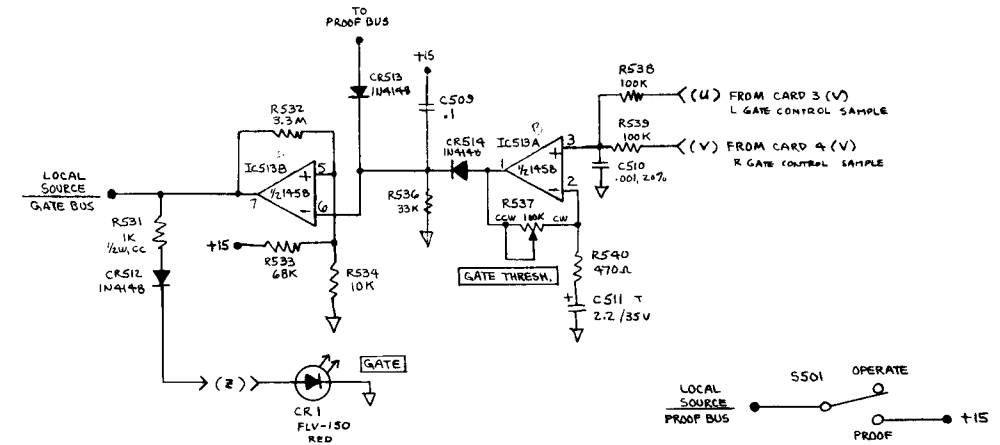 TO
PROOF BUS
+15
CR513
1N4148
C509
.1
R538
100K
(U) FROM CARD 3 (V)
L GATE CONTROL SAMPLE
R532
3.3M
CR514
1N4148
IC513A
R539
100K
(V) FROM CARD 4 (V)
R GATE CONTROL SAMPLE
IC513B
1/2 1458
5
6
7
+
-
1
1/2 1458
+
-
3
2
C510
.001, 20%
LOCAL
SOURCE
GATE BUS
R536
33K
R537
CCW 100K CW
R531
1K
1/2W, CC
+15
R533
68K
R534
10K
GATE THRESH.
R540
470Ω
CR512
1N4148
+
C511 T
2.2/35V
(Z)
GATE
CR1
FLV-150
RED
LOCAL
SOURCE
PROOF BUS
S501
OPERATE
PROOF
+15